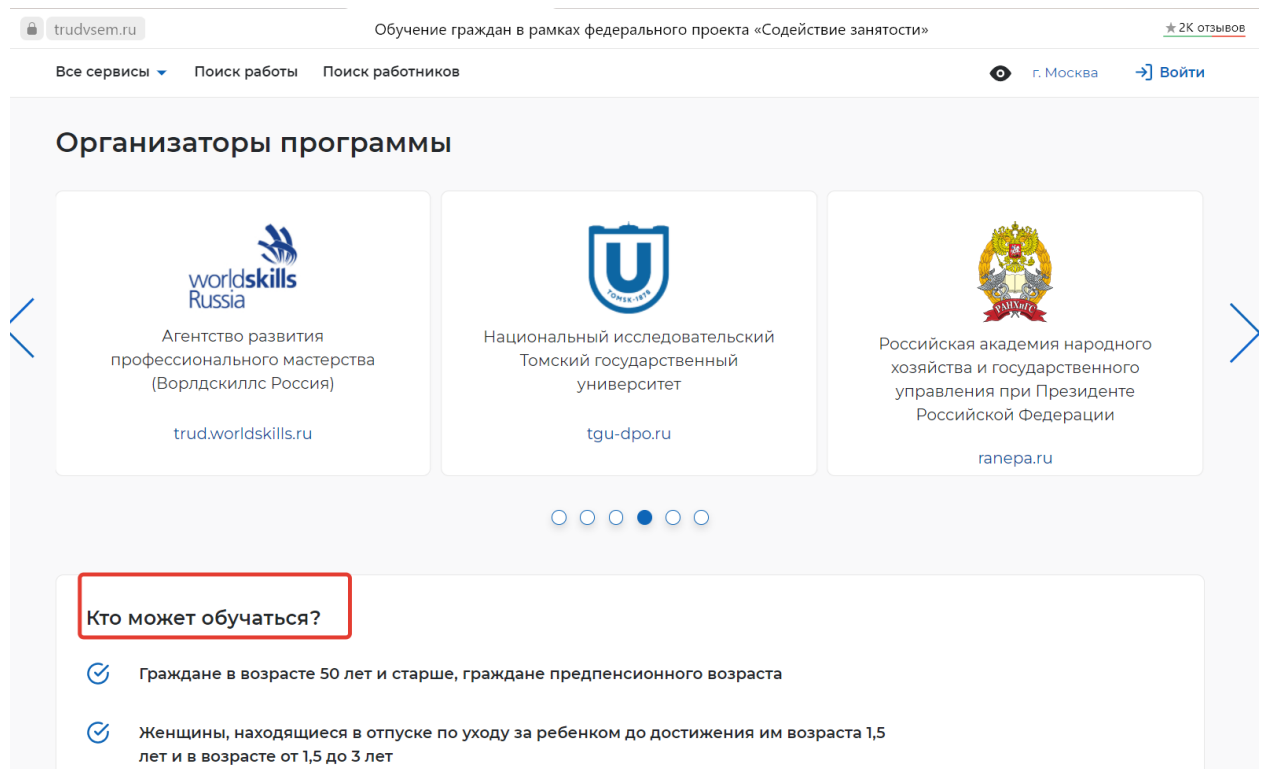 trudvsem.ru
Обучение граждан в рамках федерального проекта «Содействие занятости»
★ 2К отзывов
Все сервисы
Поиск работы
Поиск работников
г. Москва
Войти
Организаторы программы
worldskills
Russia
Агентство развития
профессионального мастерства
(Ворлдскиллс Россия)
trud.worldskills.ru
U
TOMSK-1878
Национальный исследовательский
Томский государственный
университет
tgu-dpo.ru
РАНХиГС
Российская академия народного
хозяйства и государственного
управления при Президенте
Российской Федерации
ranepa.ru
Кто может обучаться?
Граждане в возрасте 50 лет и старше, граждане предпенсионного возраста
Женщины, находящиеся в отпуске по уходу за ребенком до достижения им возраста 1,5
лет и в возрасте от 1,5 до 3 лет